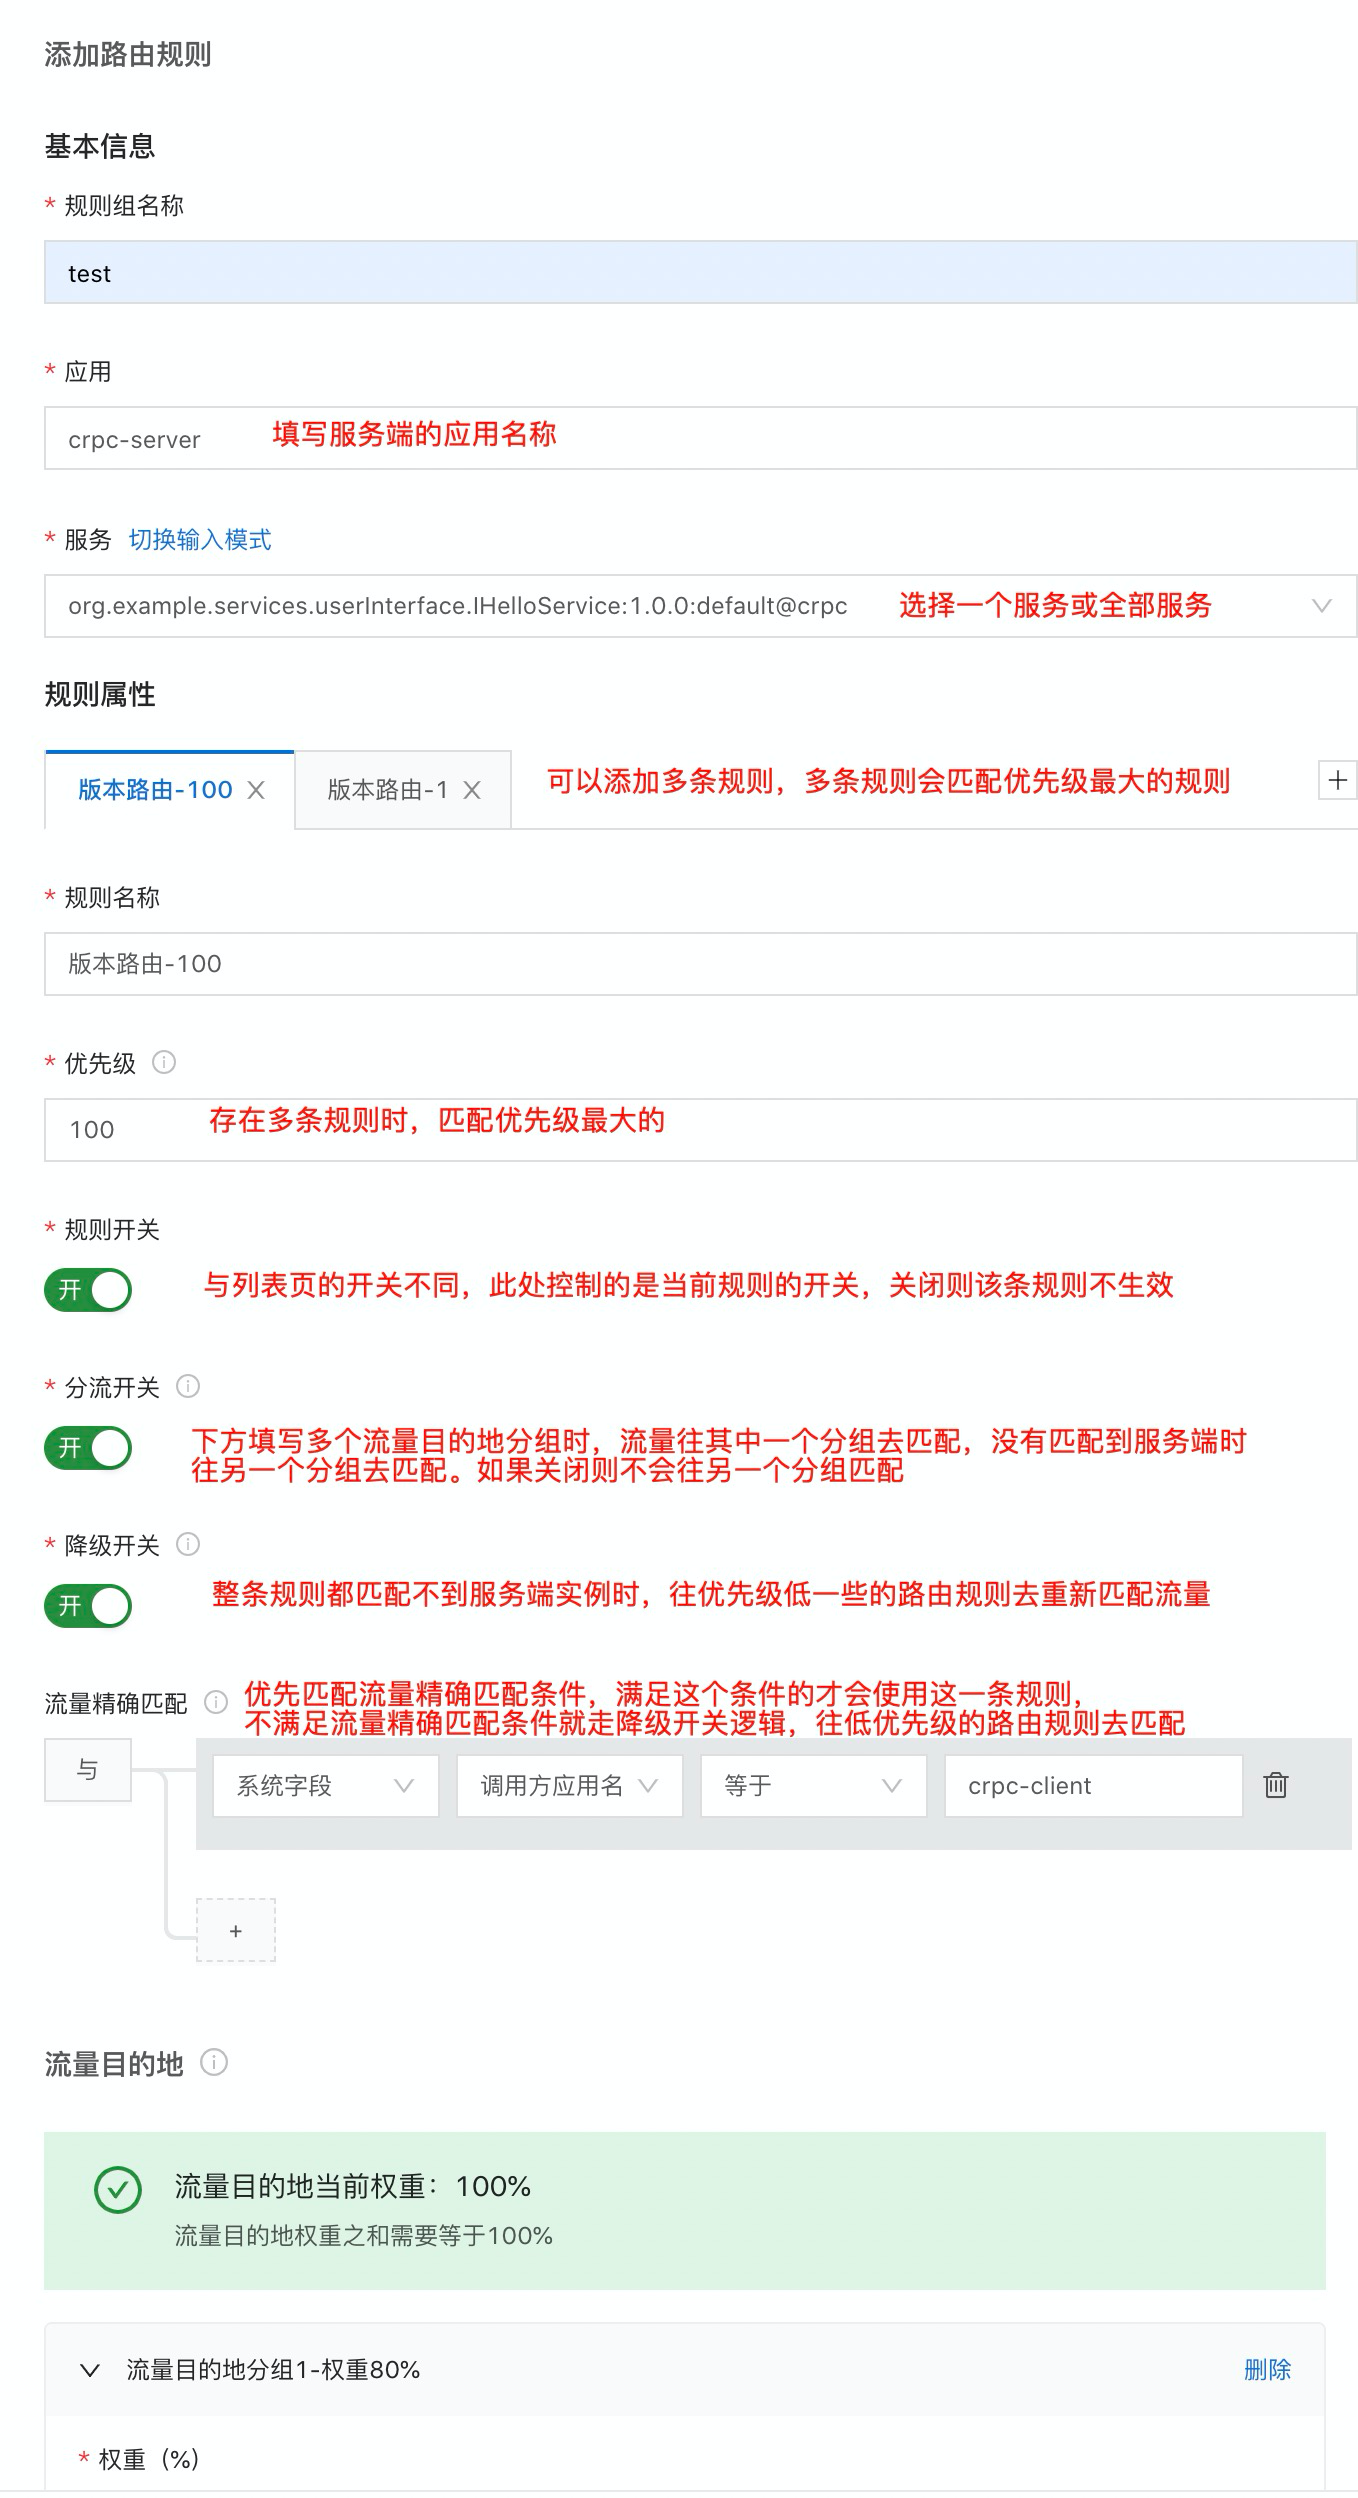 添加路由规则
基本信息
* 规则组名称
test
* 应用
crpc-server 填写服务端的应用名称
* 服务 切换输入模式
org.example.services.userInterface.IHelloService:1.0.0:default@crpc 选择一个服务或全部服务
规则属性
版本路由-100 X 版本路由-1 X 可以添加多条规则，多条规则会匹配优先级最大的规则 +
* 规则名称
版本路由-100
* 优先级
100 存在多条规则时，匹配优先级最大的
* 规则开关
开 与列表页的开关不同，此处控制的是当前规则的开关，关闭则该条规则不生效
* 分流开关
开 下方填写多个流量目的地分组时，流量往其中一个分组去匹配，没有匹配到服务端时
往另一个分组去匹配。如果关闭则不会往另一个分组匹配
* 降级开关
开 整条规则都匹配不到服务端实例时，往优先级低一些的路由规则去重新匹配流量
流量精确匹配 优先匹配流量精确匹配条件，满足这个条件的才会使用这一条规则，
不满足流量精确匹配条件就走降级开关逻辑，往低优先级的路由规则去匹配
与 系统字段 调用方应用名 等于 crpc-client
+
流量目的地
流量目的地当前权重：100%
流量目的地权重之和需要等于100%
流量目的地分组1-权重80% 删除
* 权重（%）